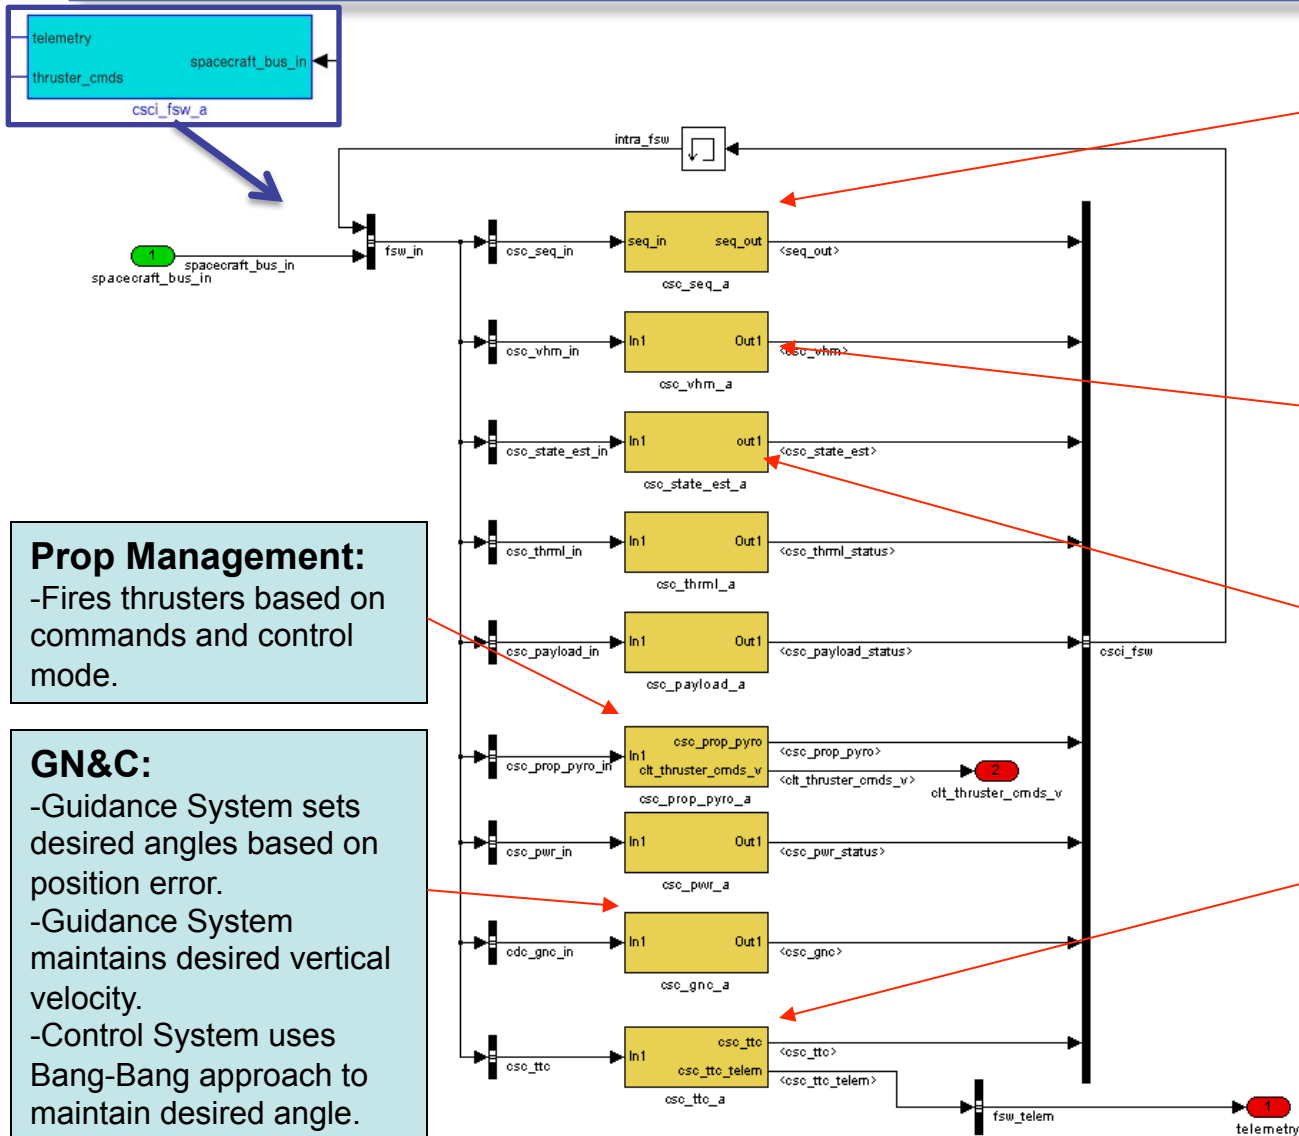 telemetry
spacecraft_bus_in
thruster_cmds
csci_fsw_a
intra_fsw
1
spacecraft_bus_in
spacecraft_bus_in
fsw_in
csc_seq_in
seq_in
seq_out
<seq_out>
csc_seq_a
csc_vhm_in
In1
Out1
<csc_vhm>
csc_vhm_a
csc_state_est_in
In1
out1
<csc_state_est>
csc_state_est_a
csc_thrml_in
In1
Out1
<csc_thrml_status>
csc_thrml_a
csc_payload_in
In1
Out1
<csc_payload_status>
csc_payload_a
csci_fsw
csc_prop_pyro_in
In1
csc_prop_pyro
clt_thruster_cmds_v
<csc_prop_pyro>
<clt_thruster_cmds_v>
csc_prop_pyro_a
2
clt_thruster_cmds_v
csc_pwr_in
In1
Out1
<csc_pwr_status>
csc_pwr_a
cdc_gnc_in
In1
Out1
<csc_gnc>
csc_gnc_a
csc_ttc
In1
csc_ttc
csc_ttc_telem
<csc_ttc>
<csc_ttc_telem>
csc_ttc_a
fsw_telem
1
telemetry
Prop Management:
-Fires thrusters based on
commands and control
mode.
GN&C:
-Guidance System sets
desired angles based on
position error.
-Guidance System
maintains desired vertical
velocity.
-Control System uses
Bang-Bang approach to
maintain desired angle.